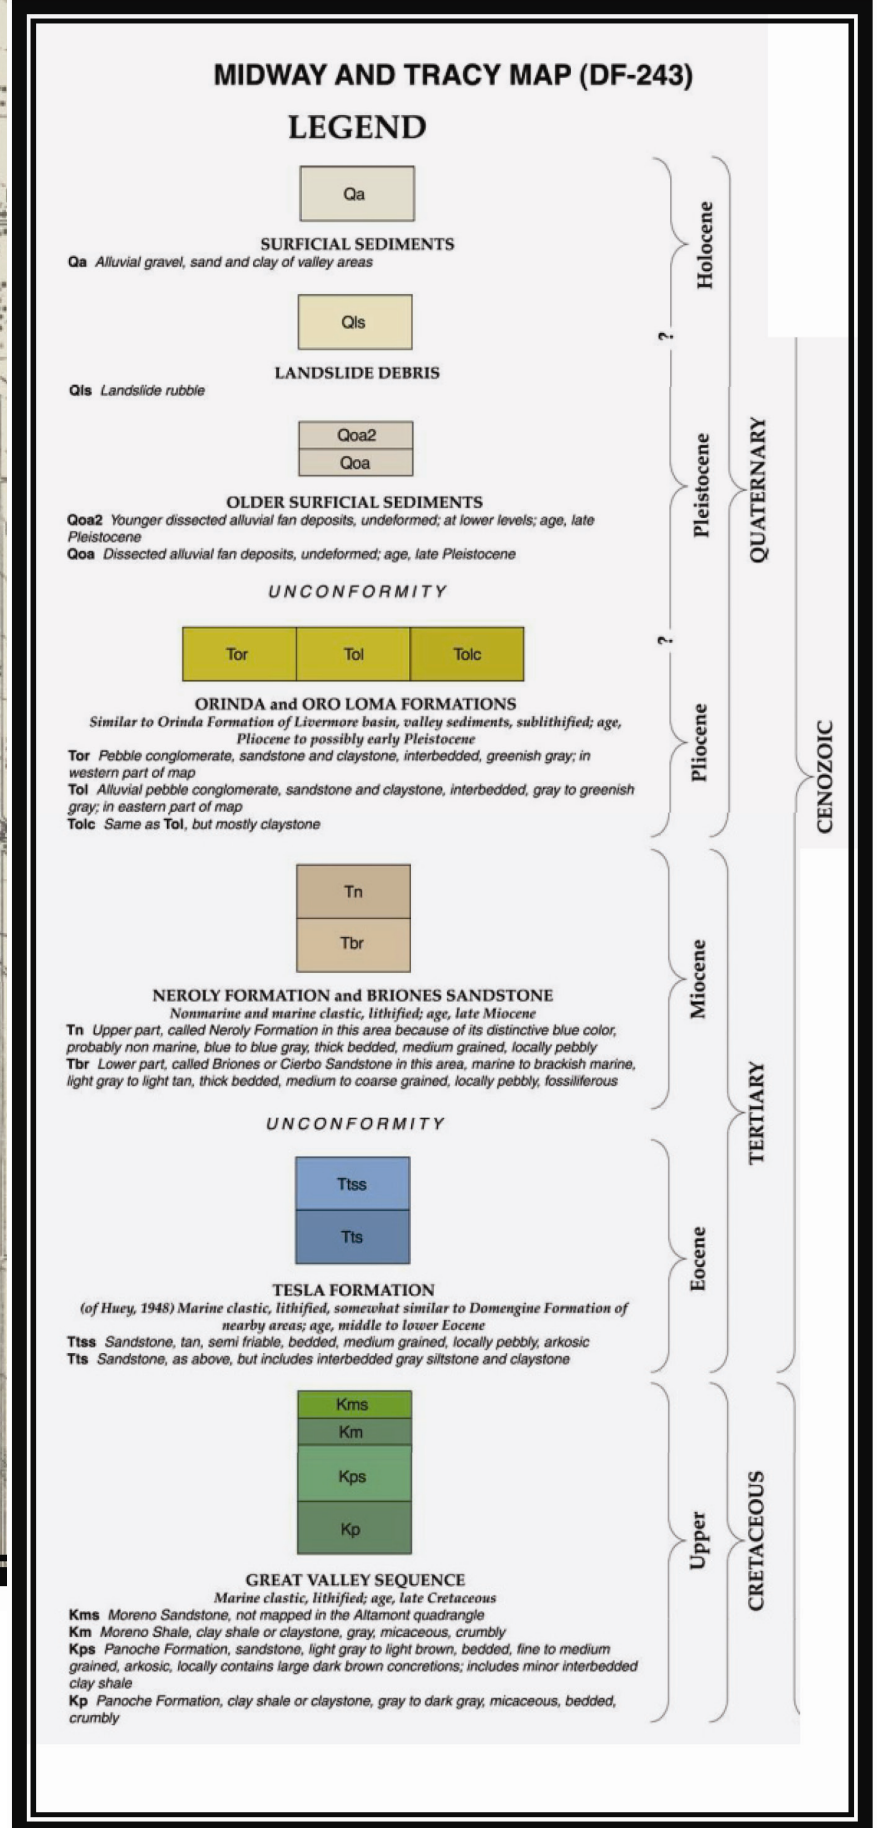 MIDWAY AND TRACY MAP (DF-243)
LEGEND
Qa
SURFICIAL SEDIMENTS
Qa Alluvial gravel, sand and clay of valley areas
Qls
LANDSLIDE DEBRIS
Qls Landslide rubble
Qoa2
Qoa
OLDER SURFICIAL SEDIMENTS
Qoa2 Younger dissected alluvial fan deposits, undeformed; at lower levels; age, late
Pleistocene
Qoa Dissected alluvial fan deposits, undeformed; age, late Pleistocene
UNCONFORMITY
Tor Tol Tolc
ORINDA and ORO LOMA FORMATIONS
Similar to Orinda Formation of Livermore basin, valley sediments, sublithified; age,
Pliocene to possibly early Pleistocene
Tor Pebble conglomerate, sandstone and claystone, interbedded, greenish gray; in
western part of map
Tol Alluvial pebble conglomerate, sandstone and claystone, interbedded, gray to greenish
gray; in eastern part of map
Tolc Same as Tol, but mostly claystone
Tn
Tbr
NEROLY FORMATION and BRIONES SANDSTONE
Nonmarine and marine clastic, lithified; age, late Miocene
Tn Upper part, called Neroly Formation in this area because of its distinctive blue color,
probably non marine, blue to blue gray, thick bedded, medium grained, locally pebbly
Tbr Lower part, called Briones or Cierbo Sandstone in this area, marine to brackish marine,
light gray to light tan, thick bedded, medium to coarse grained, locally pebbly, fossiliferous
UNCONFORMITY
Ttss
Tts
TESLA FORMATION
(of Huey, 1948) Marine clastic, lithified, somewhat similar to Domengine Formation of
nearby areas; age, middle to lower Eocene
Ttss Sandstone, tan, semi friable, bedded, medium grained, locally pebbly, arkosic
Tts Sandstone, as above, but includes interbedded gray siltstone and claystone
Kms
Km
Kps
Kp
GREAT VALLEY SEQUENCE
Marine clastic, lithified; age, late Cretaceous
Kms Moreno Sandstone, not mapped in the Altamont quadrangle
Km Moreno Shale, clay shale or claystone, gray, micaceous, crumbly
Kps Panoche Formation, sandstone, light gray to light brown, bedded, fine to medium
grained, arkosic, locally contains large dark brown concretions; includes minor interbedded
clay shale
Kp Panoche Formation, clay shale or claystone, gray to dark gray, micaceous, bedded,
crumbly
Holocene
?
Pleistocene
?
Pliocene
Miocene
Eocene
Upper
QUATERNARY
TERTIARY
CRETACEOUS
CENOZOIC